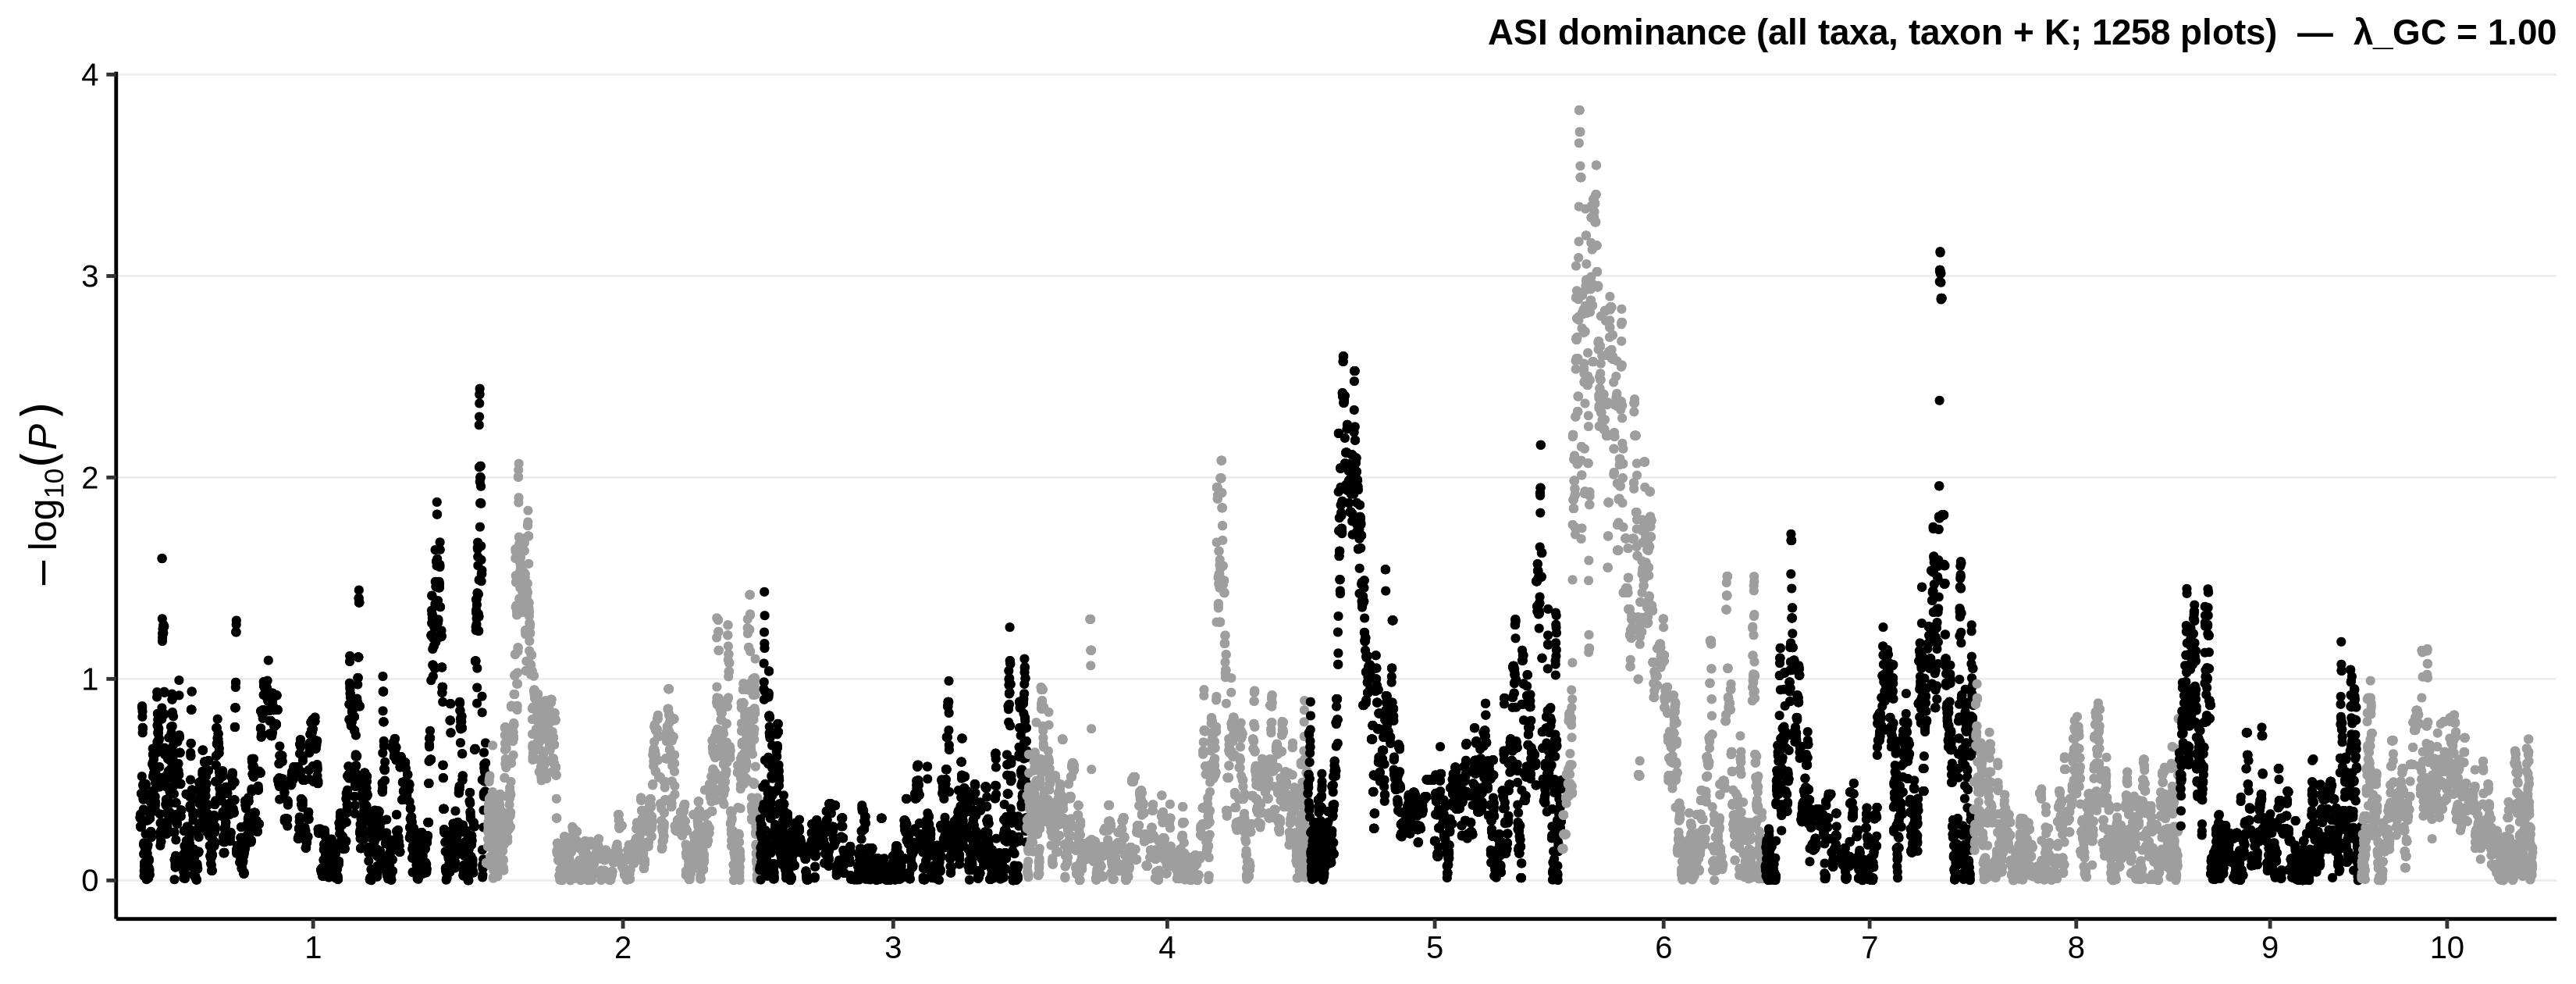 ASI dominance (all taxa, taxon + K; 1258 plots) — λ_GC = 1.00
4
3
2
1
0
− log₁₀(P)
1 2 3 4 5 6 7 8 9 10